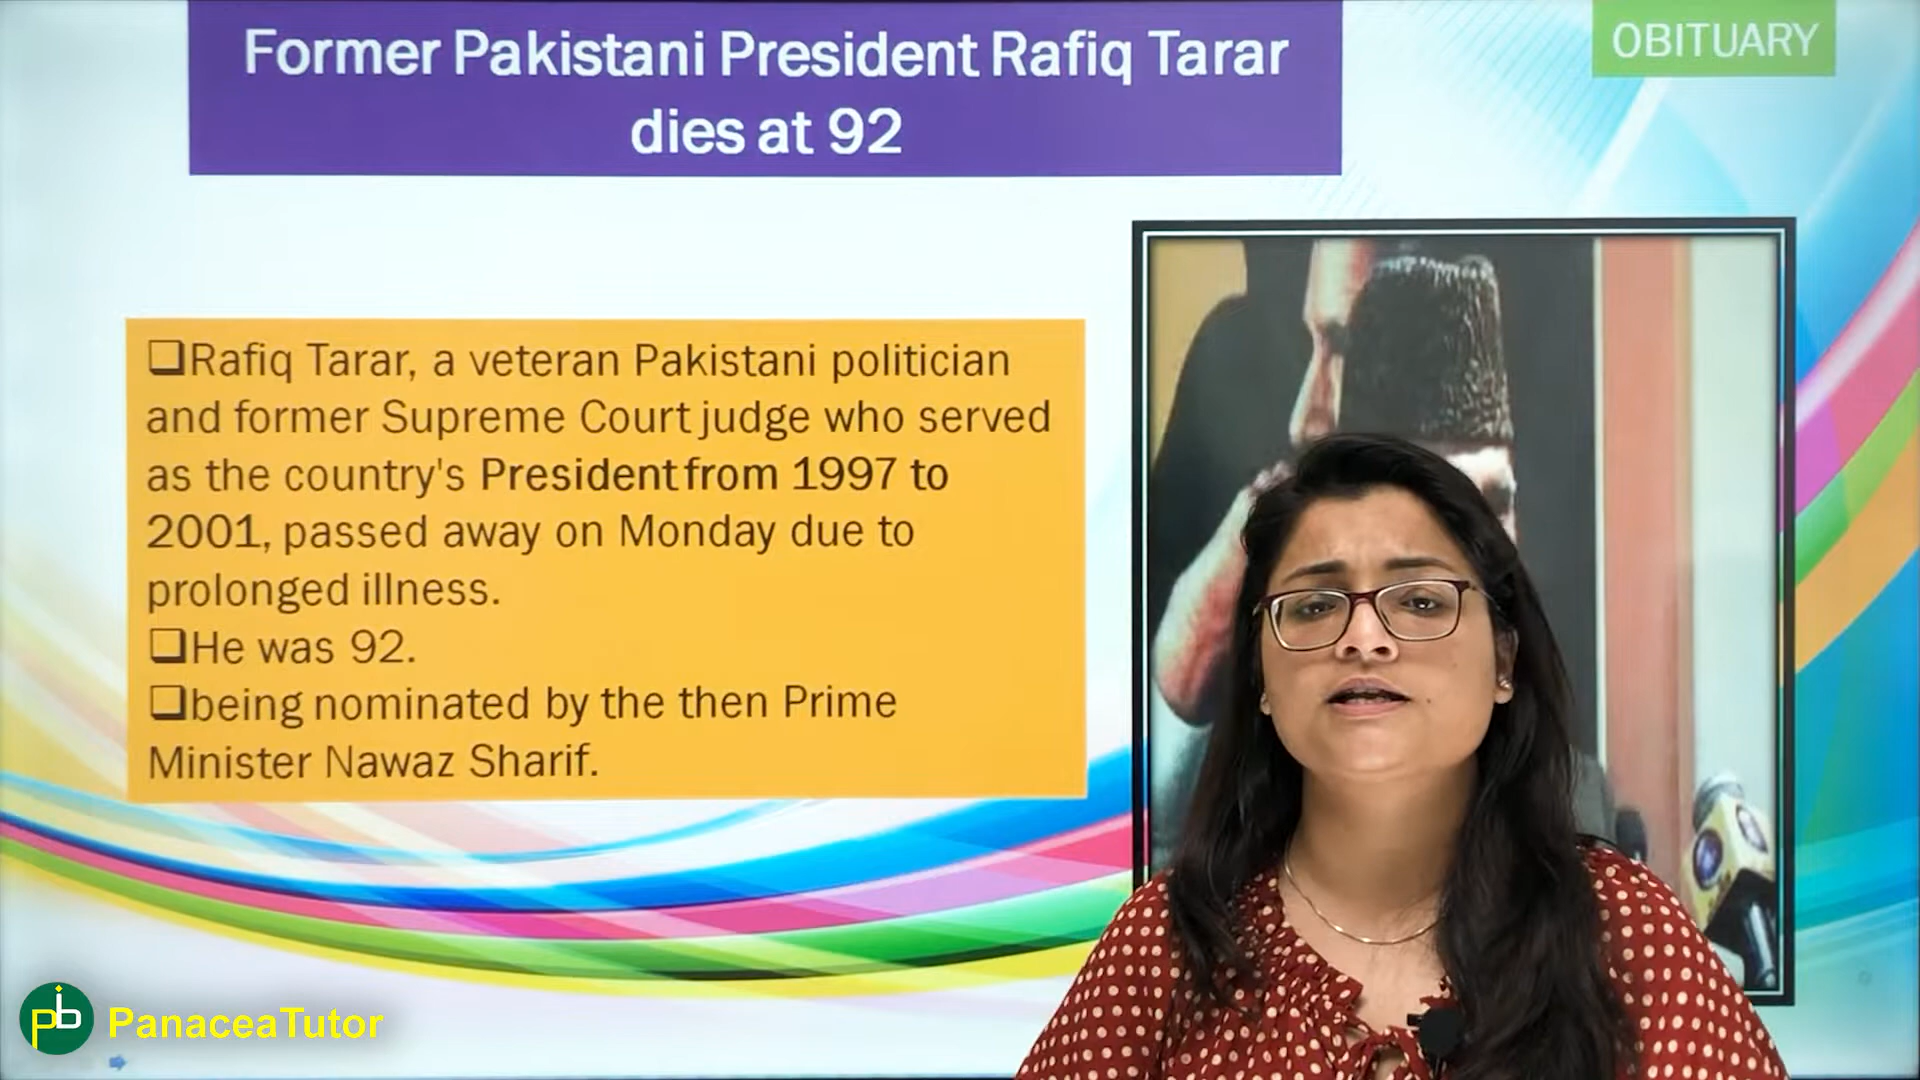 Former Pakistani President Rafiq Tarar
dies at 92
OBITUARY
❑Rafiq Tarar, a veteran Pakistani politician
and former Supreme Court judge who served
as the country's President from 1997 to
2001, passed away on Monday due to
prolonged illness.
❑He was 92.
❑being nominated by the then Prime
Minister Nawaz Sharif.
pb PanaceaTutor